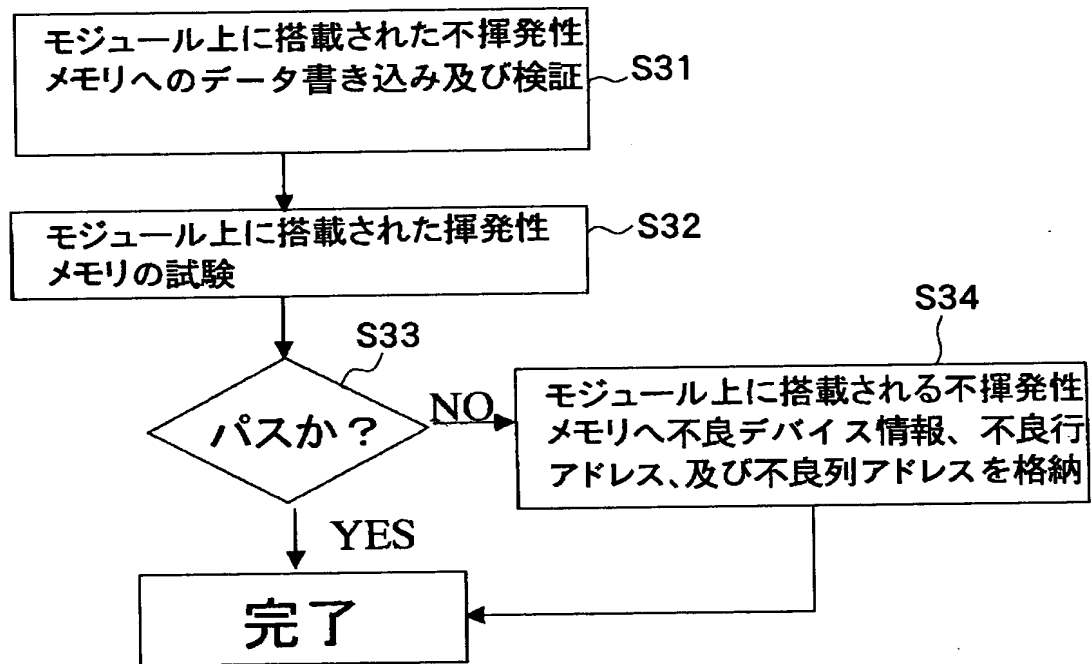 モジュール上に搭載された不揮発性
メモリへのデータ書き込み及び検証
S31
モジュール上に搭載された揮発性
メモリの試験
S32
S33
パスか？
NO
S34
モジュール上に搭載される不揮発性
メモリへ不良デバイス情報、不良行
アドレス、及び不良列アドレスを格納
YES
完了